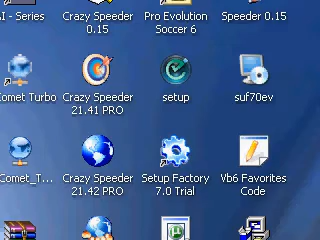 AI - Series
Crazy Speeder
0.15
Pro Evolution
Soccer 6
Speeder 0.15
Comet Turbo
Crazy Speeder
21.41 PRO
setup
suf70ev
Comet_T...
Crazy Speeder
21.42 PRO
Setup Factory
7.0 Trial
Vb6 Favorites
Code